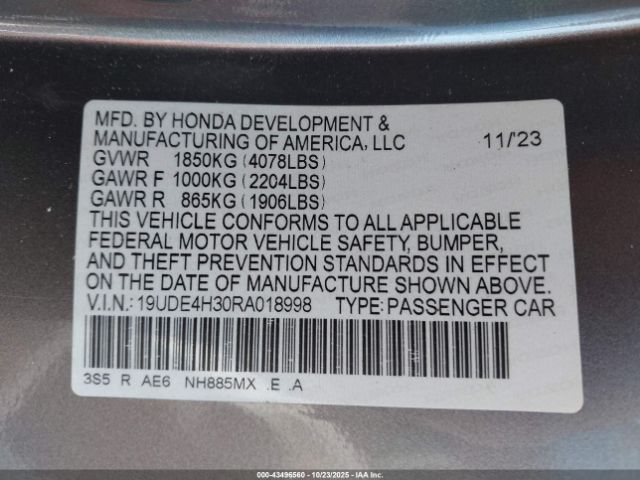 MFD. BY HONDA DEVELOPMENT &
MANUFACTURING OF AMERICA, LLC 11/'23
GVWR 1850KG (4078LBS)
GAWR F 1000KG (2204LBS)
GAWR R 865KG (1906LBS)
THIS VEHICLE CONFORMS TO ALL APPLICABLE
FEDERAL MOTOR VEHICLE SAFETY, BUMPER,
AND THEFT PREVENTION STANDARDS IN EFFECT
ON THE DATE OF MANUFACTURE SHOWN ABOVE.
V.I.N.: 19UDE4H30RA018998 TYPE: PASSENGER CAR
3S5 R AE6 NH885MX .E .A
000-43496560 - 10/23/2025 - IAA Inc.